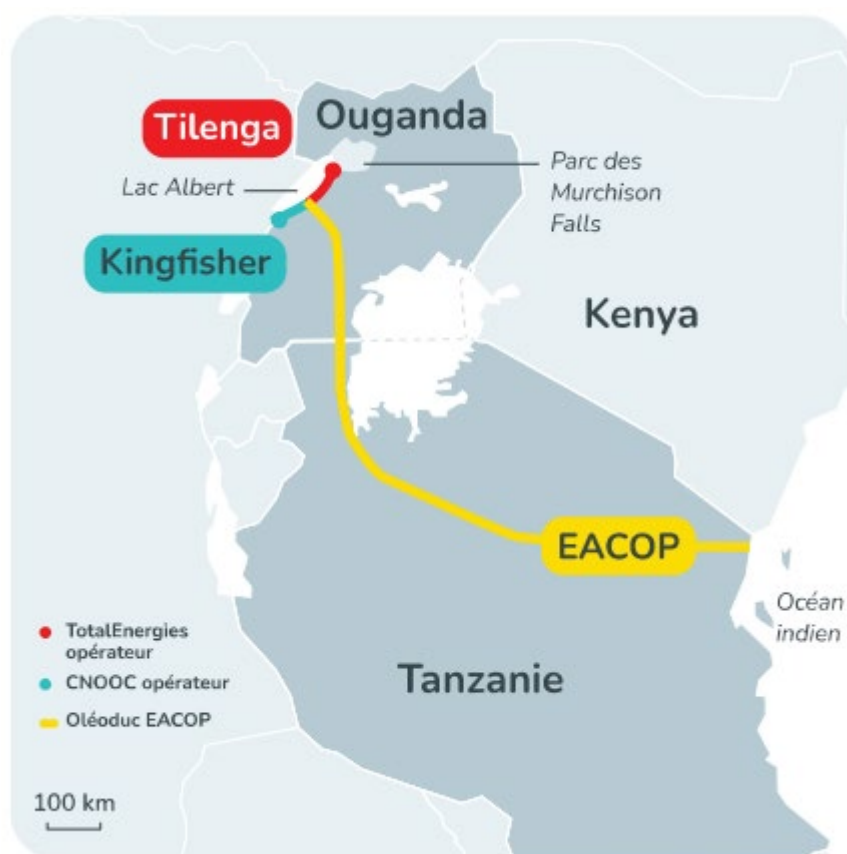 Tilenga
Ouganda
Lac Albert
Parc des
Murchison
Falls
Kingfisher
Kenya
EACOP
Océan
indien
TotalEnergies
opérateur
CNOOC opérateur
Oléoduc EACOP
Tanzanie
100 km